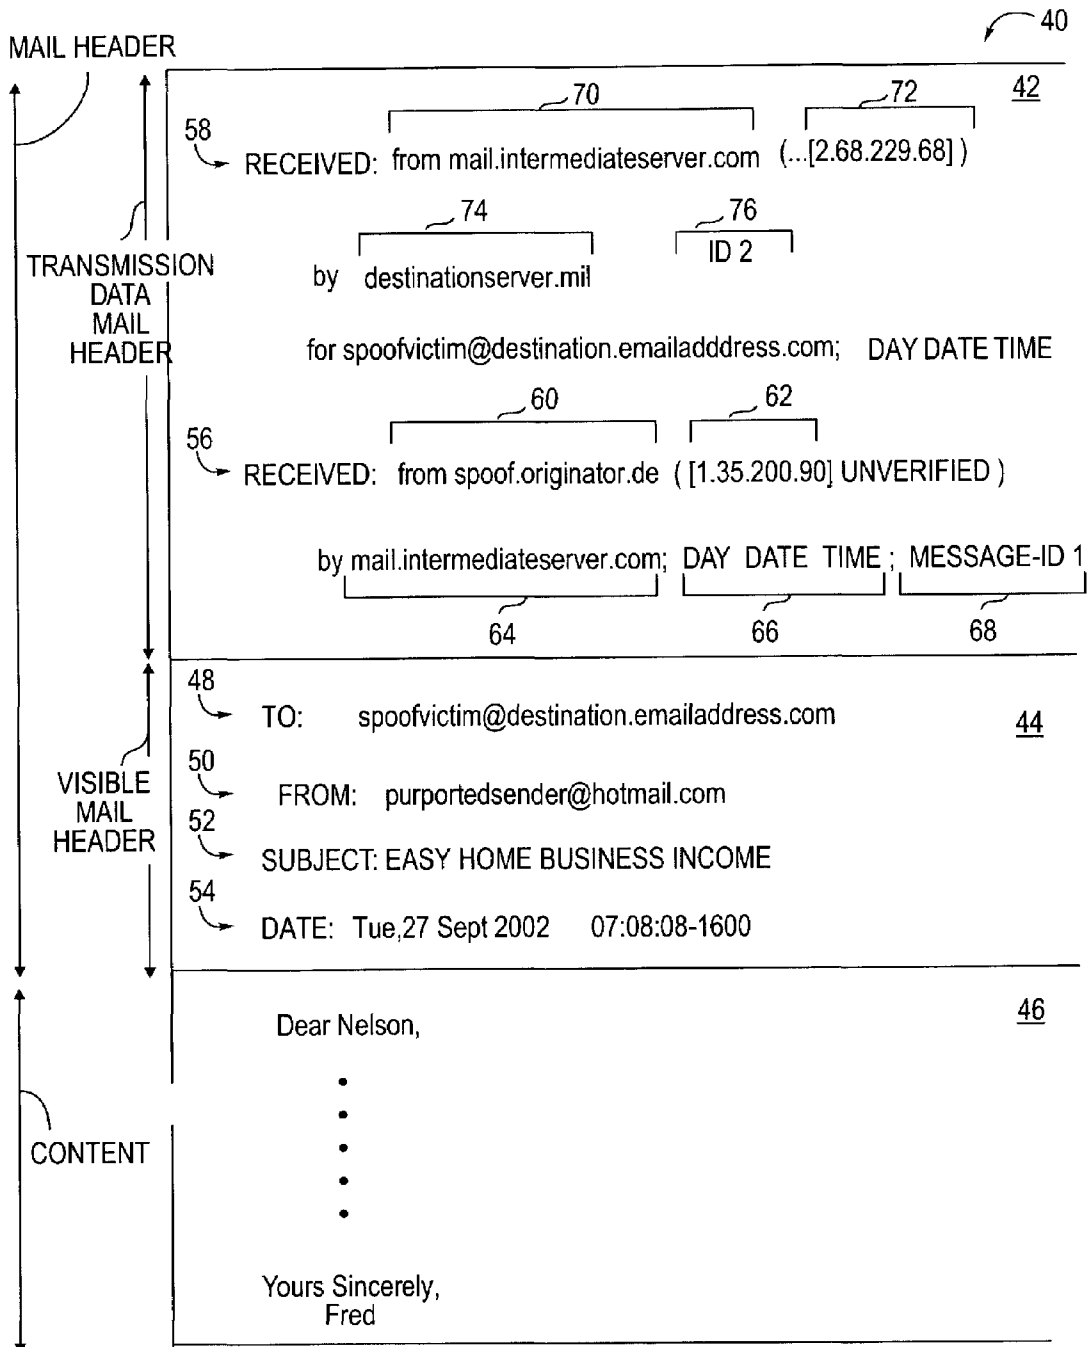 40
MAIL HEADER
42
70
72
58
RECEIVED: from mail.intermediateserver.com (...[2.68.229.68] )
74
76
ID 2
by destinationserver.mil
TRANSMISSION
DATA
MAIL
HEADER
for spoofvictim@destination.emailadddress.com; DAY DATE TIME
60
62
56
RECEIVED: from spoof.originator.de ( [1.35.200.90] UNVERIFIED )
by mail.intermediateserver.com; DAY DATE TIME ; MESSAGE-ID 1
64
66
68
48
TO: spoofvictim@destination.emailaddress.com
44
50
FROM: purportedsender@hotmail.com
VISIBLE
MAIL
HEADER
52
SUBJECT: EASY HOME BUSINESS INCOME
54
DATE: Tue,27 Sept 2002 07:08:08-1600
46
Dear Nelson,
CONTENT
Yours Sincerely,
Fred